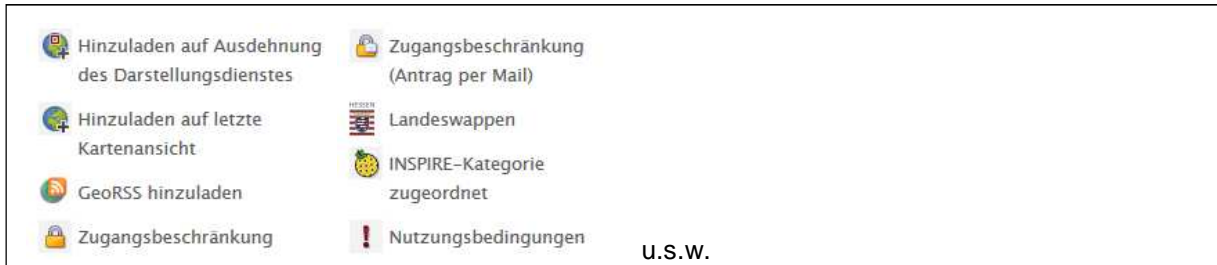 Hinzuladen auf Ausdehnung
des Darstellungsdienstes
Hinzuladen auf letzte
Kartenansicht
GeoRSS hinzuladen
Zugangsbeschränkung
Zugangsbeschränkung
(Antrag per Mail)
HESSEN
Landeswappen
INSPIRE-Kategorie
zugeordnet
Nutzungsbedingungen
u.s.w.